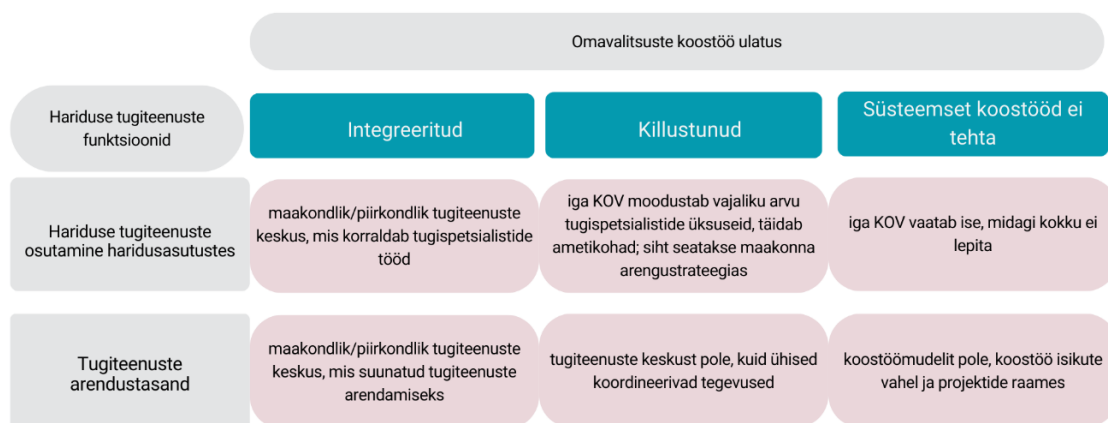 Omavalitsuste koostöö ulatus
Hariduse tugiteenuste
funktsioonid
Integreeritud
Killustunud
Süsteemset koostööd ei
tehta
Hariduse tugiteenuste
osutamine haridusasutustes
maakondlik/piirkondlik tugiteenuste
keskus, mis korraldab tugispetsialistide
tööd
iga KOV moodustab vajaliku arvu
tugispetsialistide üksuseid, täidab
ametikohad; siht seatakse maakonna
arengustrateegias
iga KOV vaatab ise, midagi kokku ei
lepita
Tugiteenuste
arendustasand
maakondlik/piirkondlik tugiteenuste
keskus, mis suunatud tugiteenuste
arendamiseks
tugiteenuste keskust pole, kuid ühised
koordineerivad tegevused
koostöömudelit pole, koostöö isikute
vahel ja projektide raames